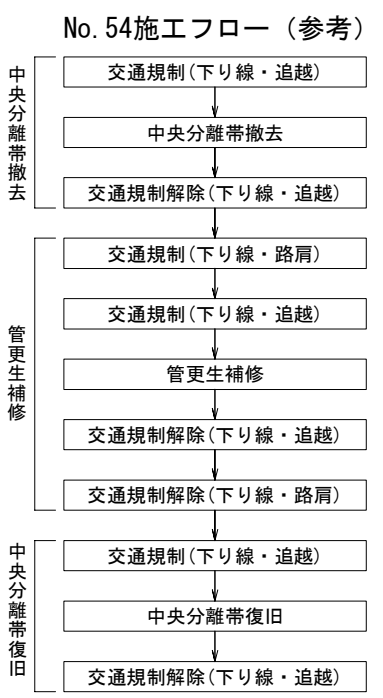 No.54施工フロー（参考）
中央分離帯撤去
交通規制(下り線・追越)
中央分離帯撤去
交通規制解除(下り線・追越)
管更生補修
交通規制(下り線・路肩)
交通規制(下り線・追越)
管更生補修
交通規制解除(下り線・追越)
交通規制解除(下り線・路肩)
中央分離帯復旧
交通規制(下り線・追越)
中央分離帯復旧
交通規制解除(下り線・追越)